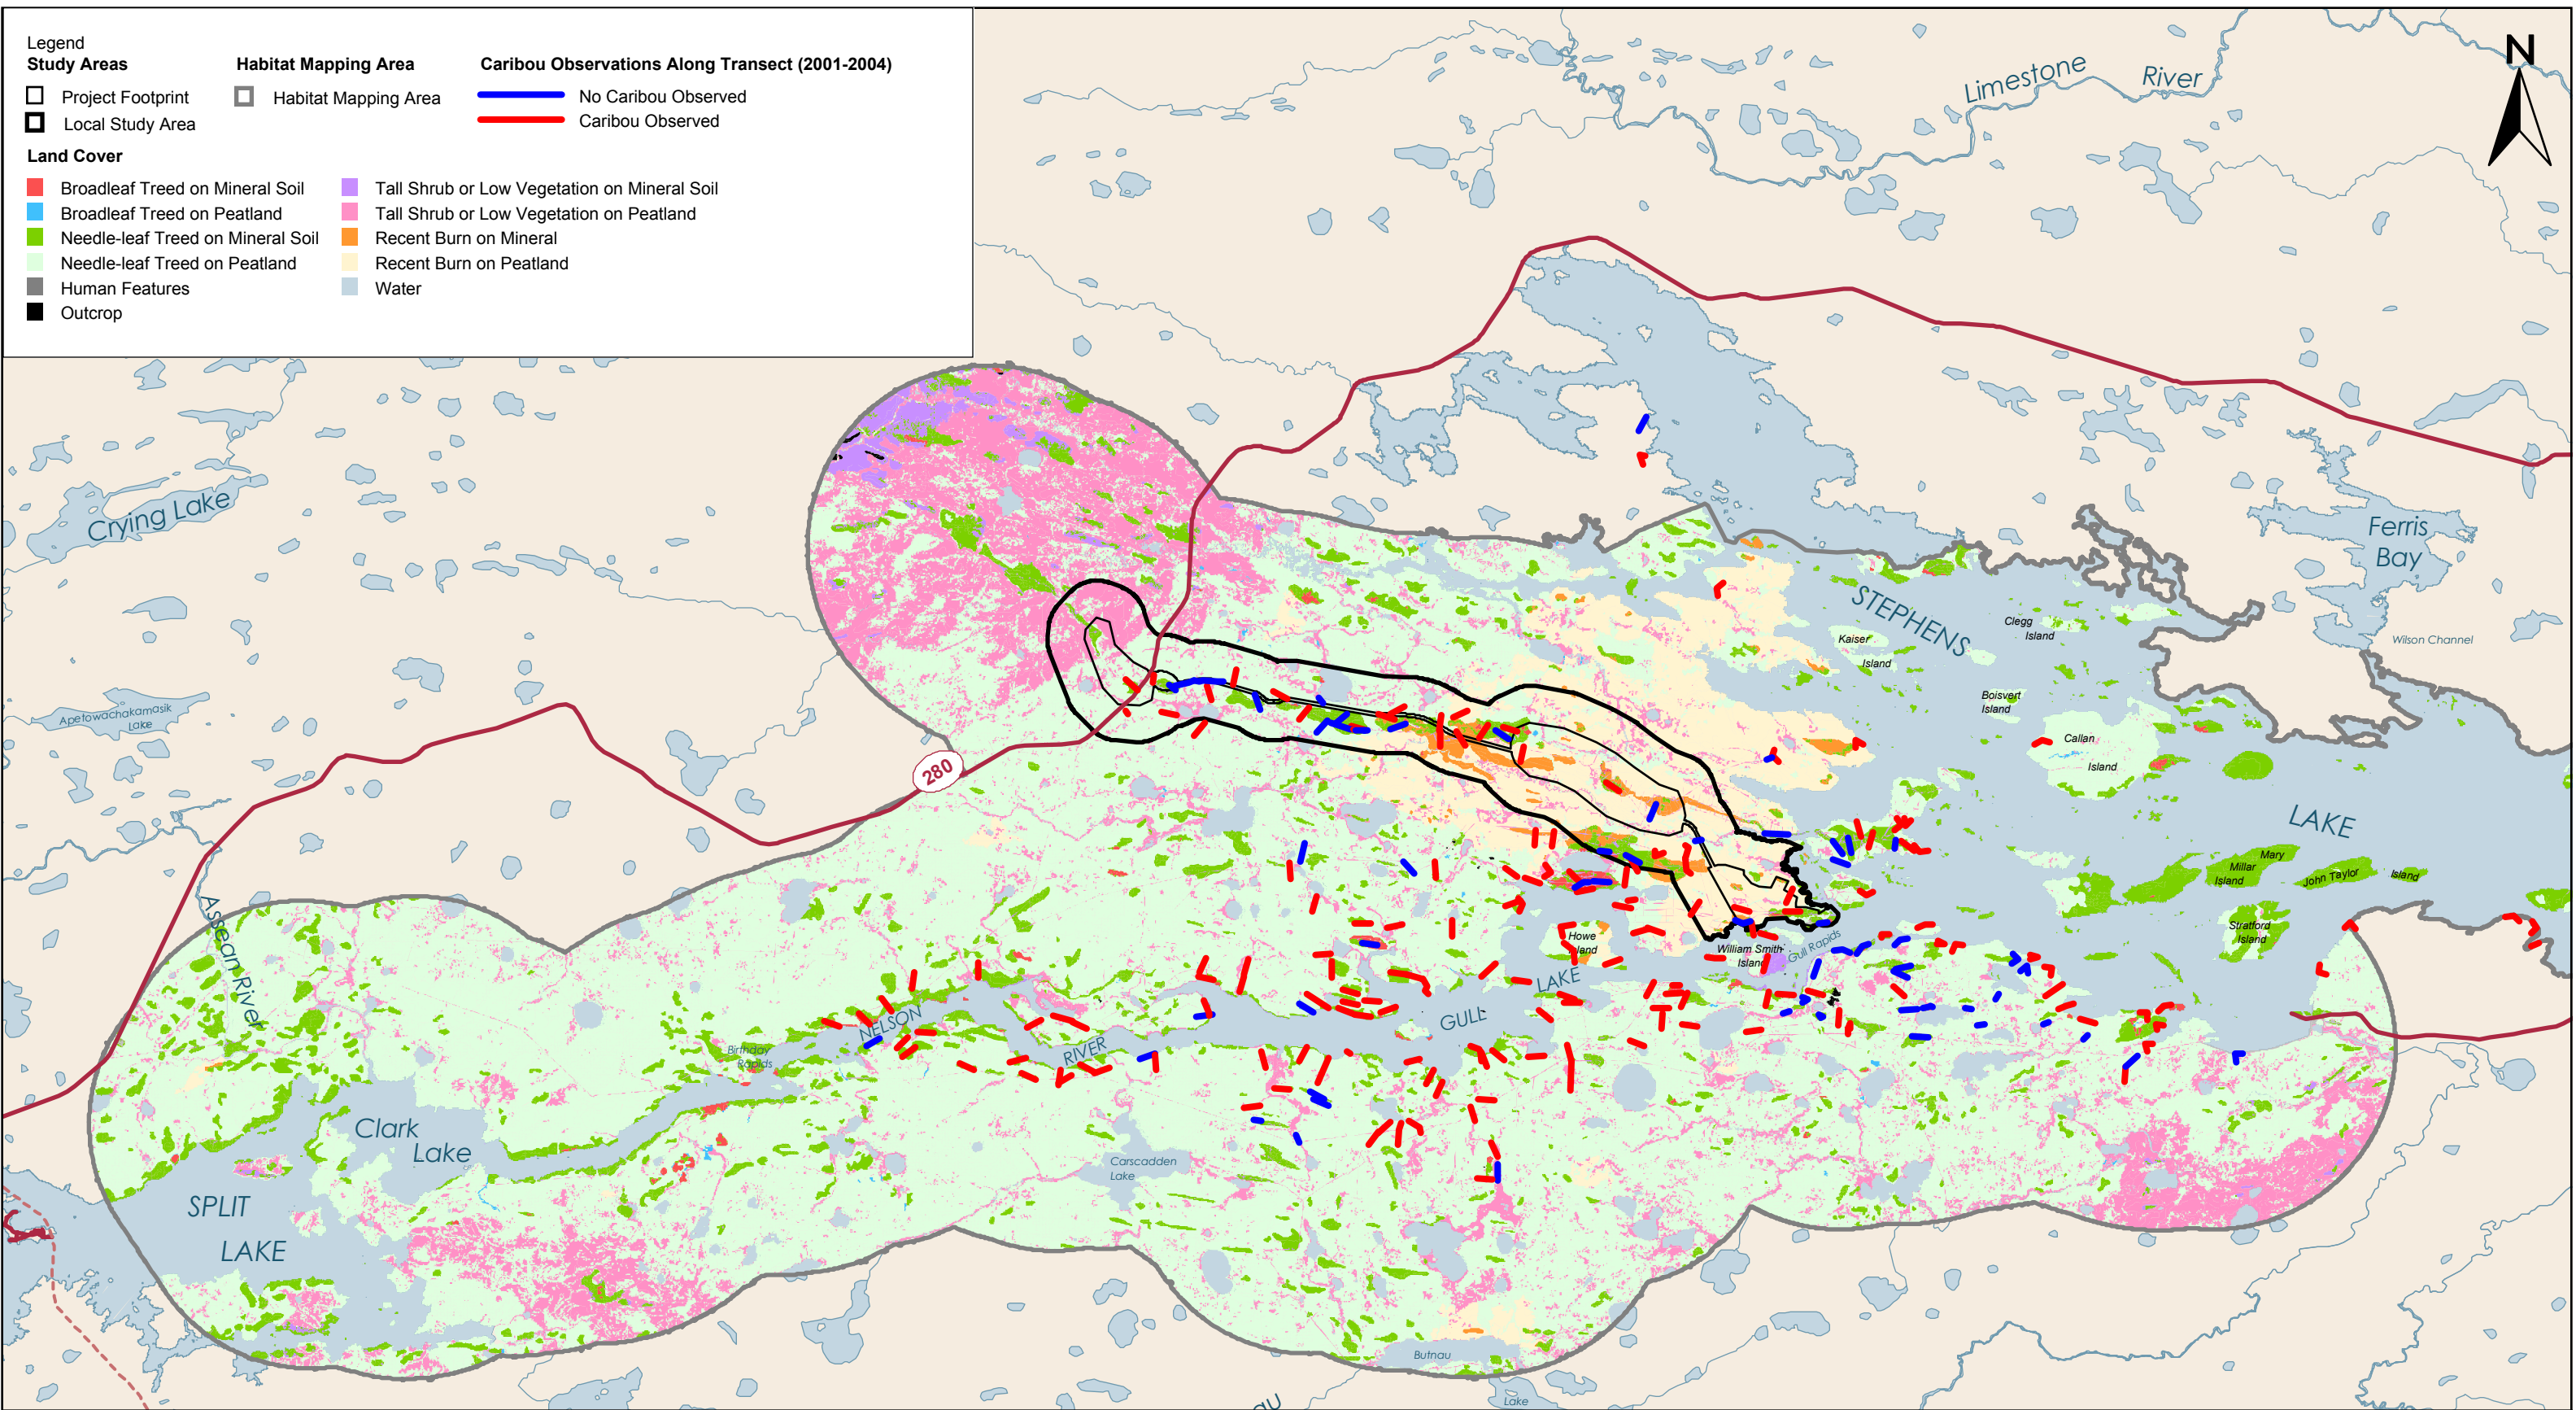 Legend
Study Areas
Project Footprint
Local Study Area
Habitat Mapping Area
Habitat Mapping Area
Caribou Observations Along Transect (2001-2004)
No Caribou Observed
Caribou Observed
Land Cover
Broadleaf Treed on Mineral Soil
Broadleaf Treed on Peatland
Needle-leaf Treed on Mineral Soil
Needle-leaf Treed on Peatland
Human Features
Outcrop
Tall Shrub or Low Vegetation on Mineral Soil
Tall Shrub or Low Vegetation on Peatland
Recent Burn on Mineral
Recent Burn on Peatland
Water
N
Limestone River
Crying Lake
Ferris
Bay
STEPHENS
Clegg
Island
Kaiser
Island
Wilson Channel
Boisvert
Island
Apetowachakamasik
Lake
Callan
Island
280
LAKE
Mary
Millar
Island
John Taylor Island
Stratford
Island
Assean River
Howe
Island
William Smith
Island
Gull Rapids
LAKE
GULL
NELSON
RIVER
Birthday
Rapids
Clark
Lake
Carscadden
Lake
SPLIT
LAKE
Butnau
Lake
au